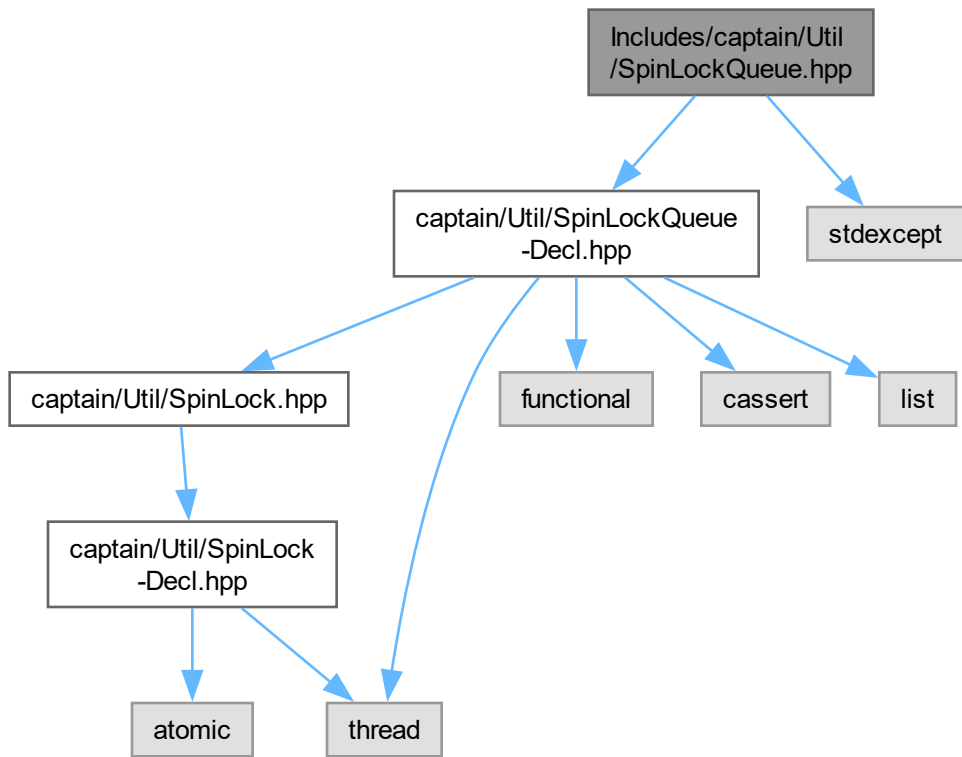 Includes/captain/Util
/SpinLockQueue.hpp
captain/Util/SpinLockQueue
-Decl.hpp
stdexcept
captain/Util/SpinLock.hpp
functional
cassert
list
captain/Util/SpinLock
-Decl.hpp
atomic
thread